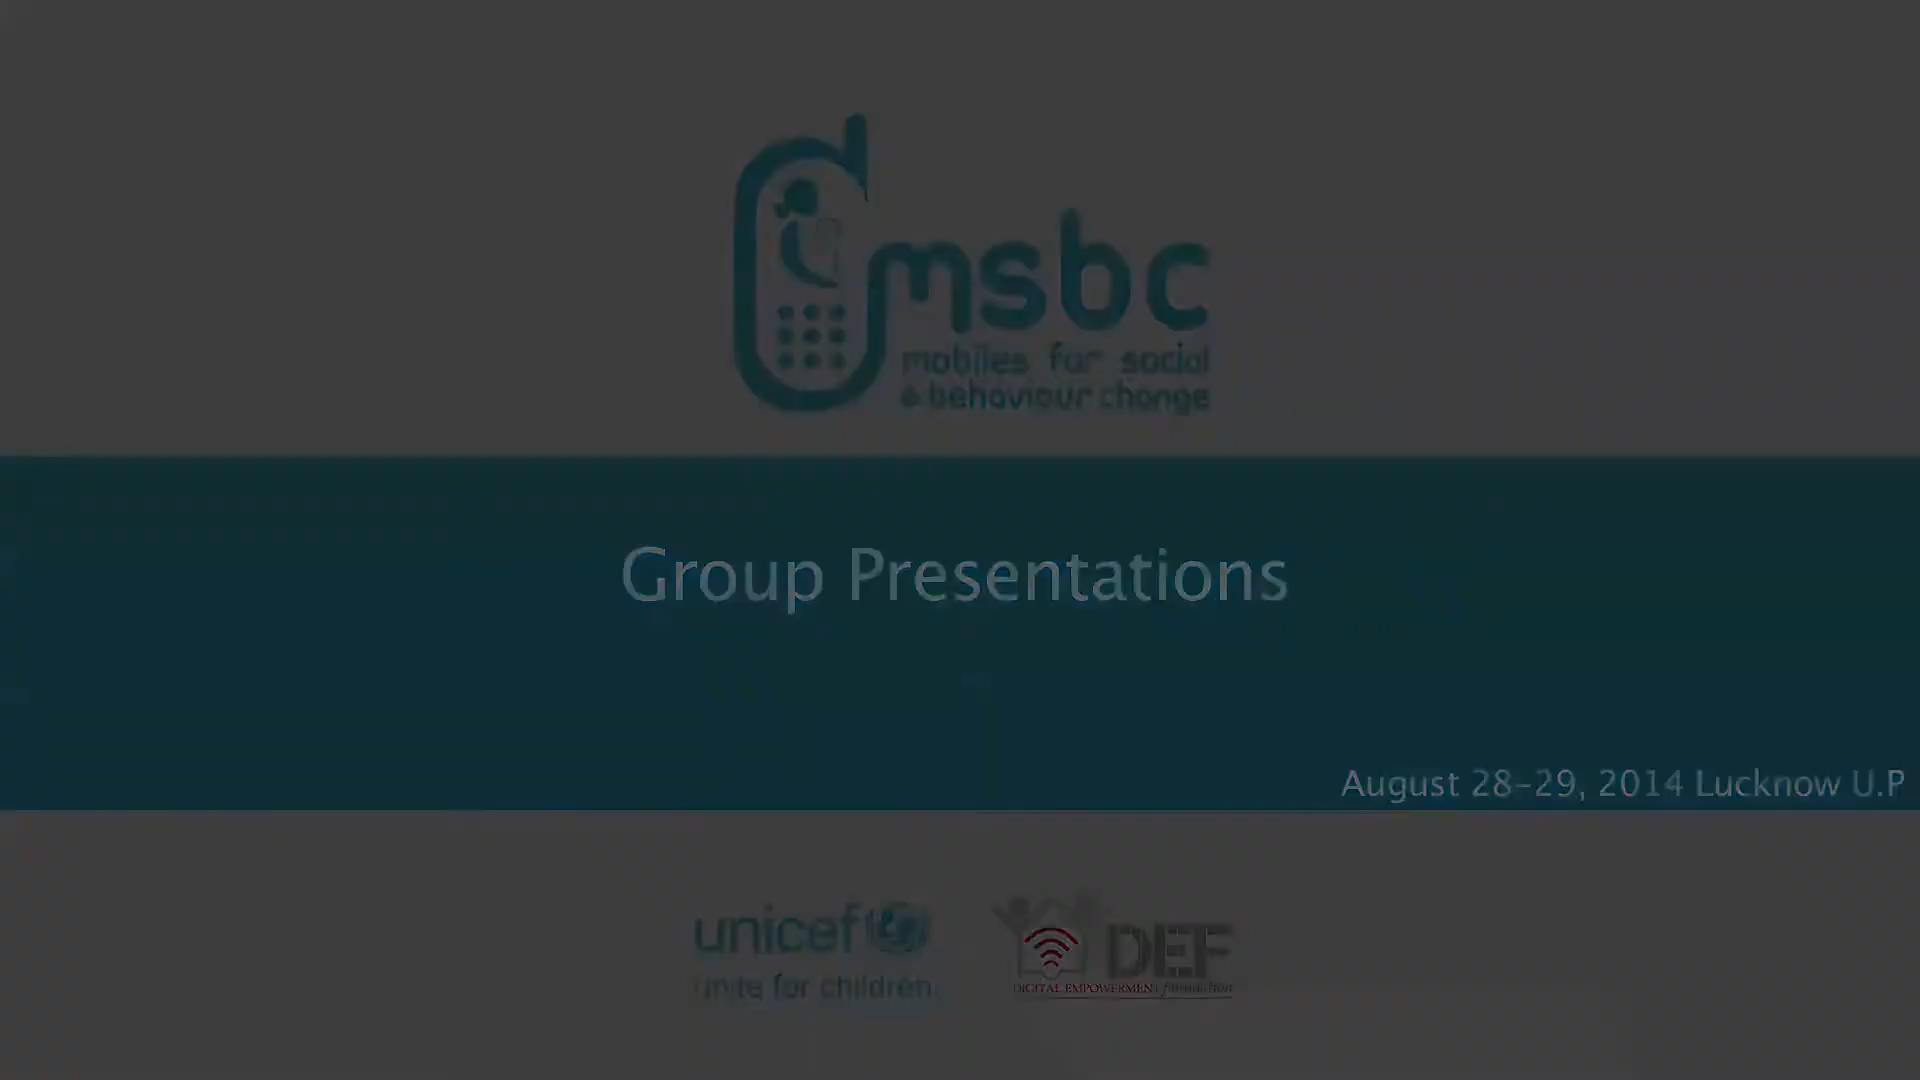 msbc
mobiles for social
& behaviour change
Group Presentations
August 28-29, 2014 Lucknow U.P
unicef
unite for children
DEF
DIGITAL EMPOWERMENT foundation